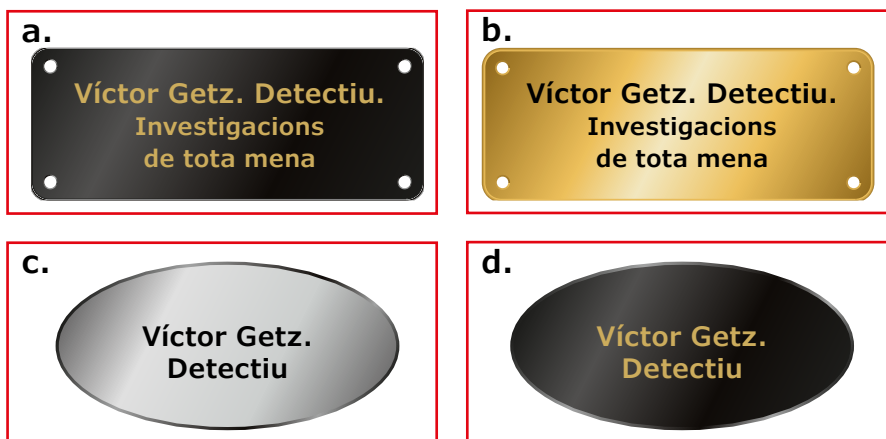 a.
Víctor Getz. Detectiu.
Investigacions
de tota mena
b.
Víctor Getz. Detectiu.
Investigacions
de tota mena
c.
Víctor Getz.
Detectiu
d.
Víctor Getz.
Detectiu